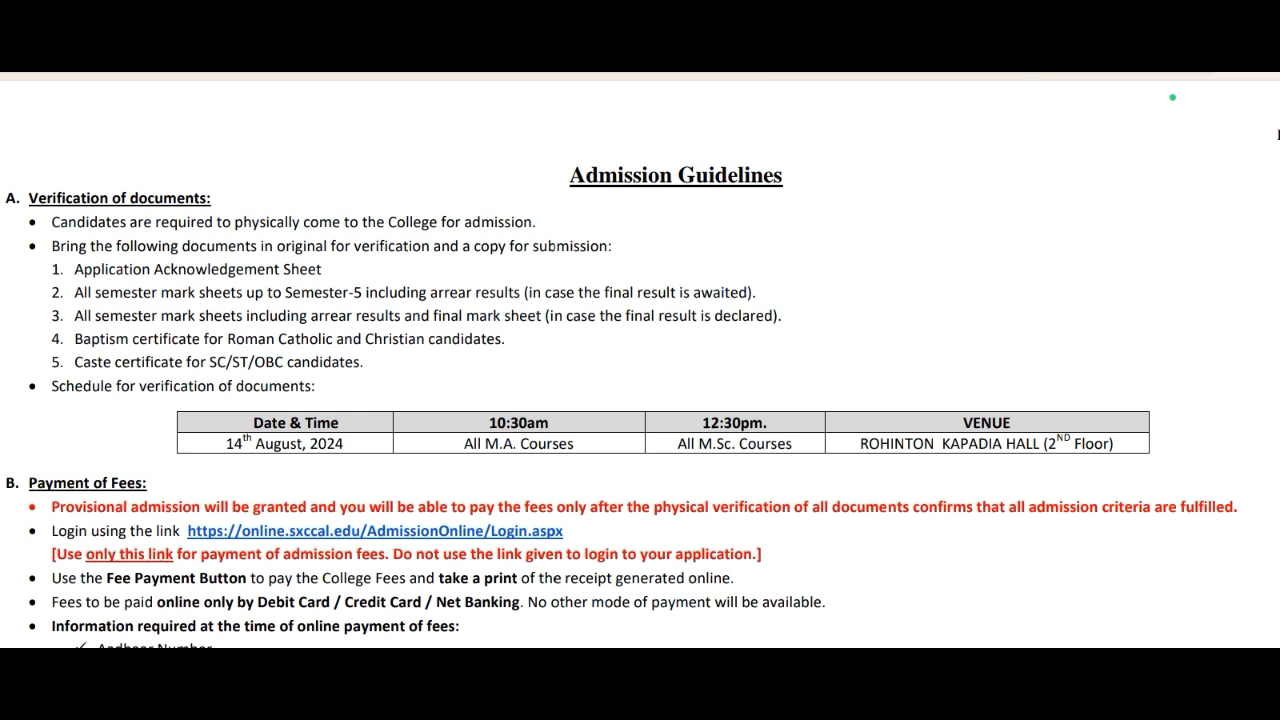 Admission Guidelines
A. Verification of documents:
• Candidates are required to physically come to the College for admission.
• Bring the following documents in original for verification and a copy for submission:
1. Application Acknowledgement Sheet
2. All semester mark sheets up to Semester-5 including arrear results (in case the final result is awaited).
3. All semester mark sheets including arrear results and final mark sheet (in case the final result is declared).
4. Baptism certificate for Roman Catholic and Christian candidates.
5. Caste certificate for SC/ST/OBC candidates.
• Schedule for verification of documents:
Date & Time 10:30am 12:30pm. VENUE
14th August, 2024 All M.A. Courses All M.Sc. Courses ROHINTON KAPADIA HALL (2ND Floor)
B. Payment of Fees:
• Provisional admission will be granted and you will be able to pay the fees only after the physical verification of all documents confirms that all admission criteria are fulfilled.
• Login using the link https://online.sxccal.edu/AdmissionOnline/Login.aspx
[Use only this link for payment of admission fees. Do not use the link given to login to your application.]
• Use the Fee Payment Button to pay the College Fees and take a print of the receipt generated online.
• Fees to be paid online only by Debit Card / Credit Card / Net Banking. No other mode of payment will be available.
• Information required at the time of online payment of fees:
✓ Aadhaar Number